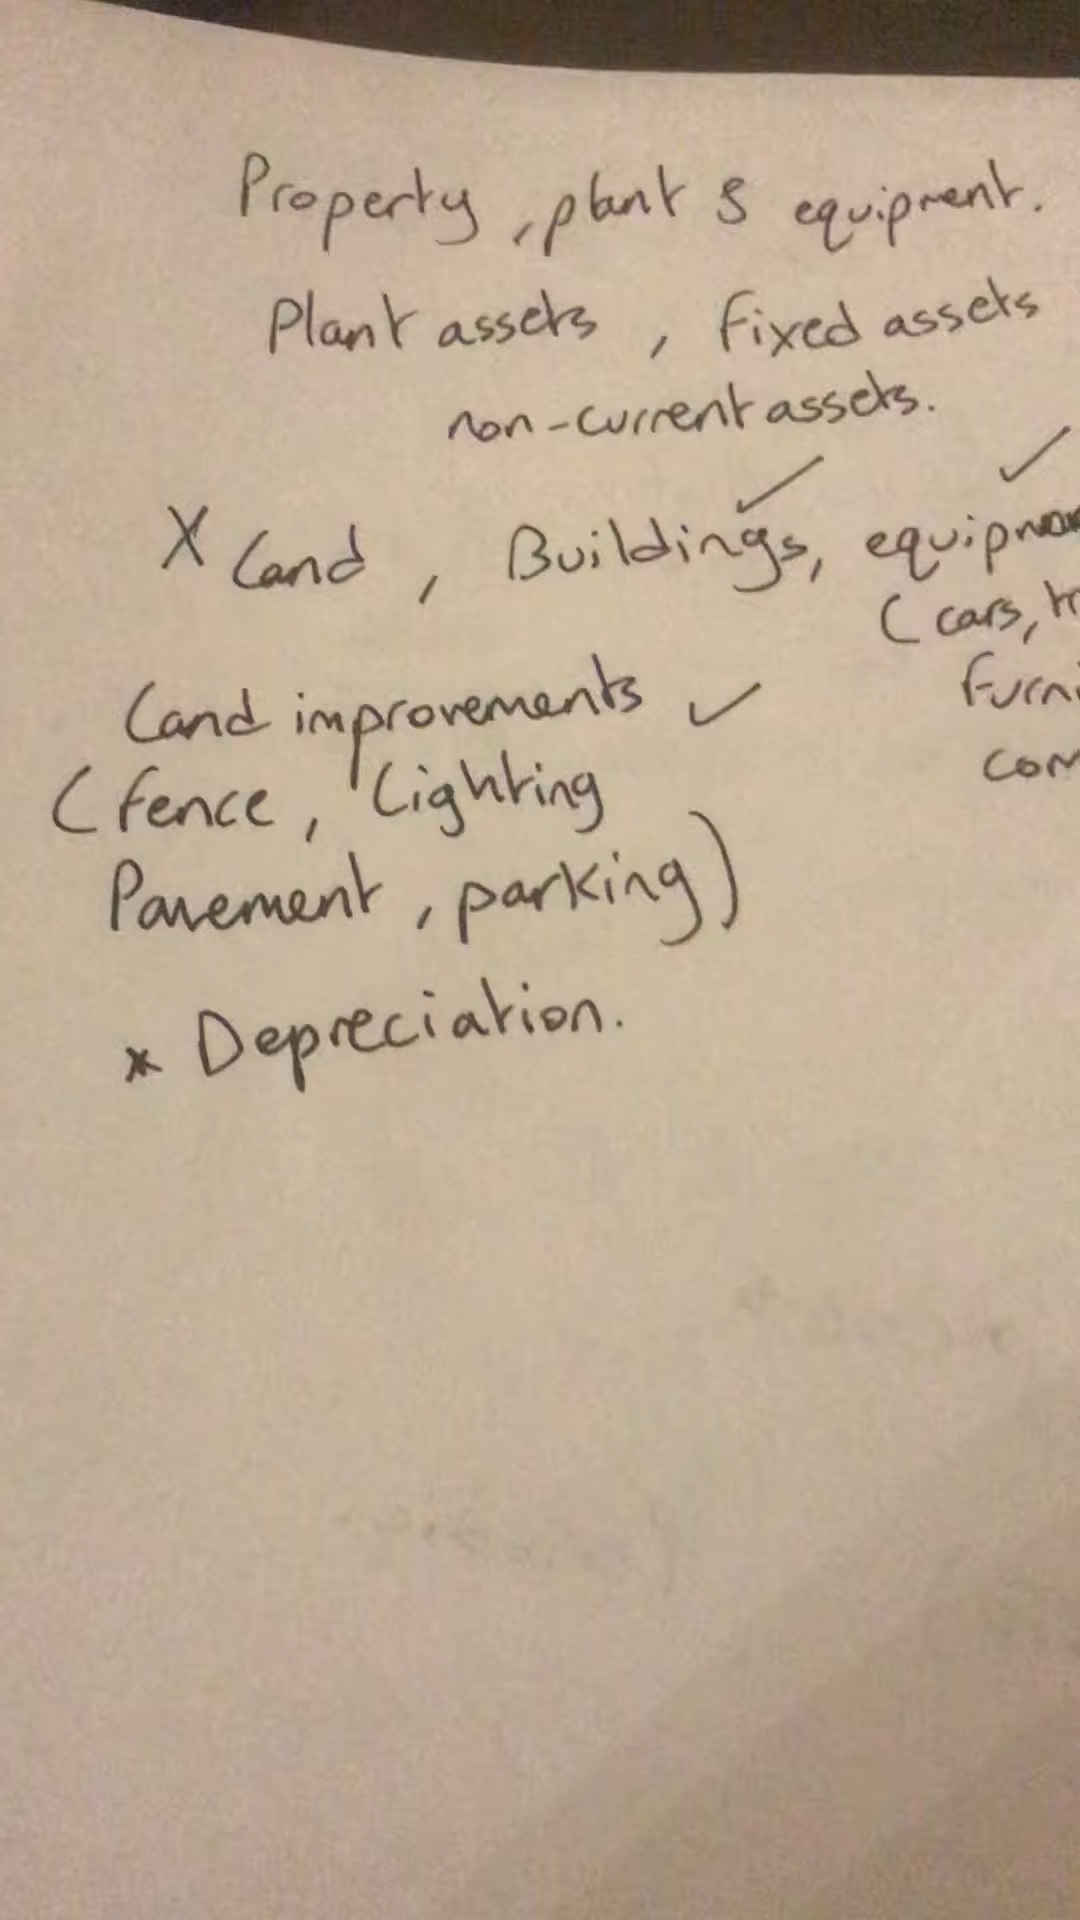 Property, plant & equipment.
Plant assets, fixed assets
non-current assets.
X Land, Buildings, ✓
(cars,
Land improvements ✓
(fence, lighting
Pavement, parking)
* Depreciation.